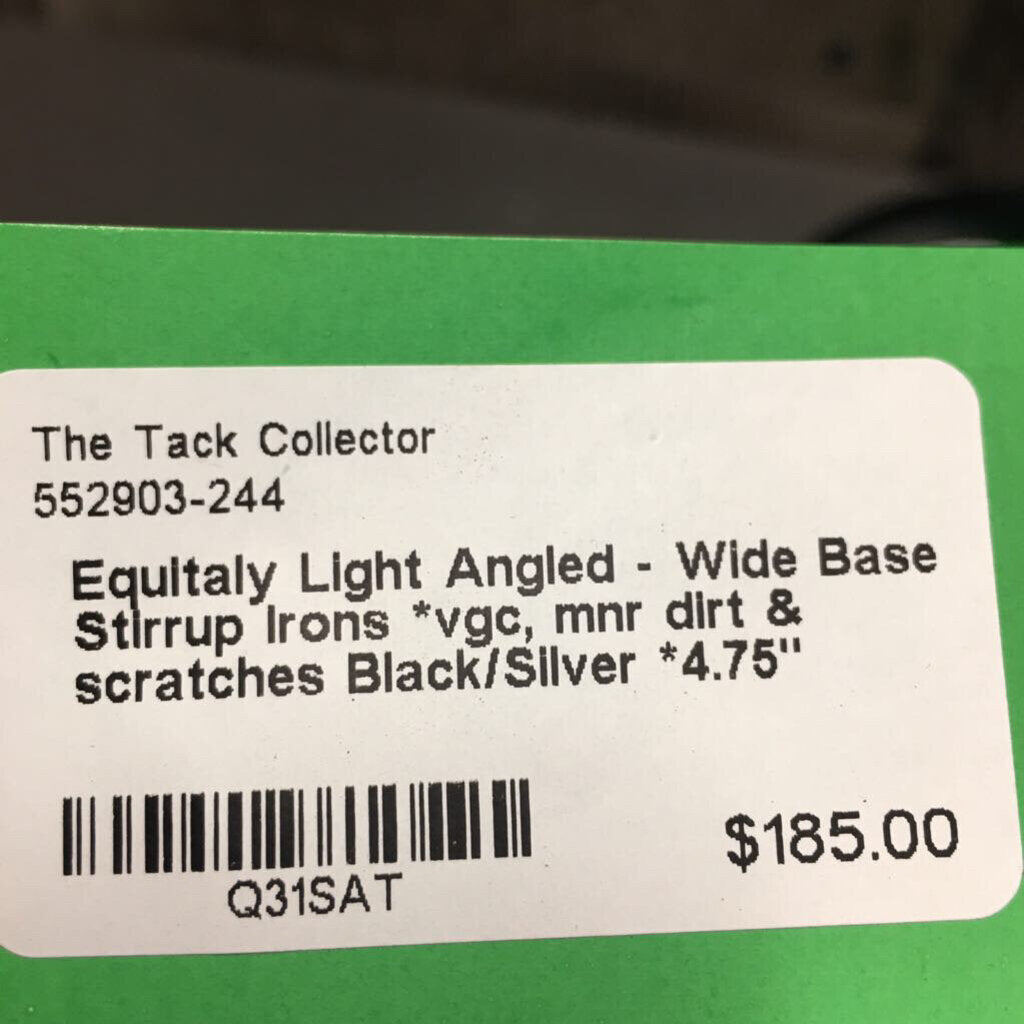 The Tack Collector
552903-244
Equitaly Light Angled - Wide Base
Stirrup Irons *vgc, mnr dirt &
scratches Black/Silver *4.75"
Q31SAT
$185.00